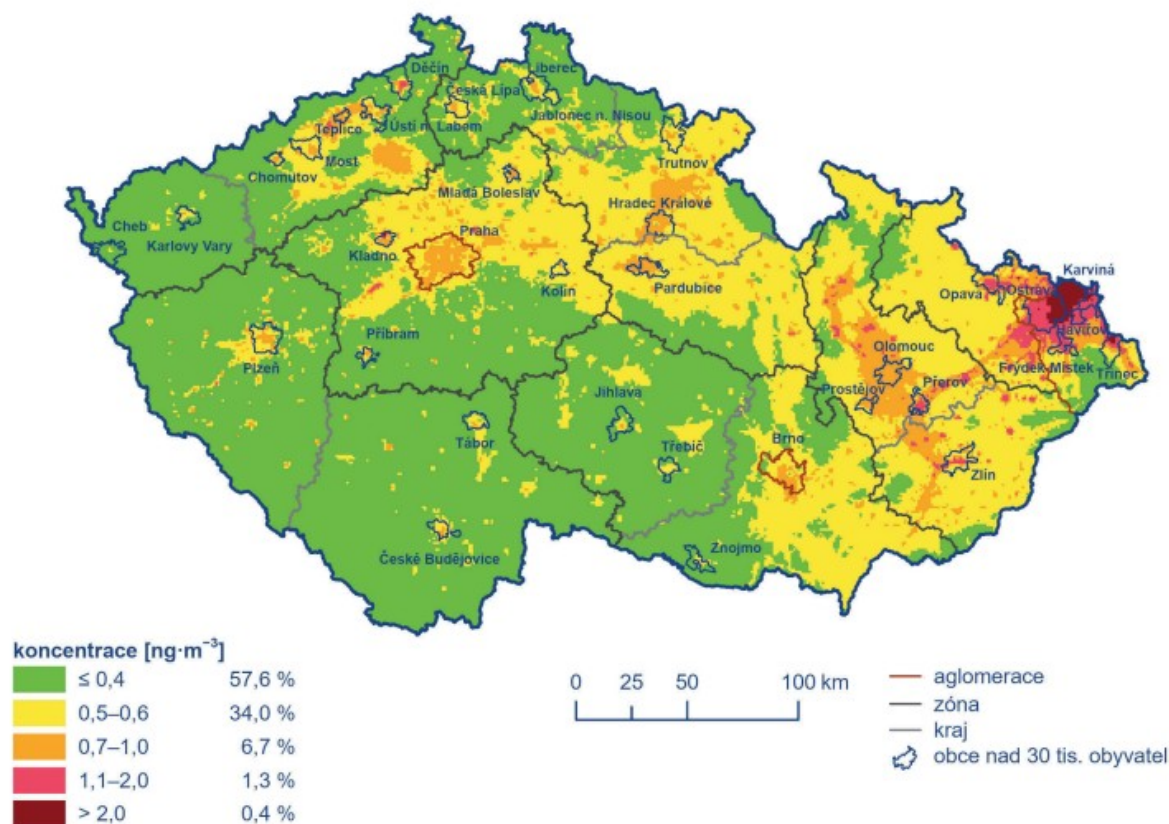 Děčín
Liberec
Česká Lípa
Jablonec n. Nisou
Teplice
Ústí n. Labem
Most
Chomutov
Trutnov
Mladá Boleslav
Hradec Králové
Cheb
Karlovy Vary
Praha
Kladno
Pardubice
Kolín
Karviná
Opava
Ostrava
Havířov
Příbram
Plzeň
Olomouc
Frýdek-Místek
Třinec
Jihlava
Prostějov
Přerov
Tábor
Třebíč
Brno
Zlín
České Budějovice
Znojmo
koncentrace [ng·m⁻³]
≤ 0,4 57,6 %
0,5–0,6 34,0 %
0,7–1,0 6,7 %
1,1–2,0 1,3 %
> 2,0 0,4 %
0 25 50 100 km
aglomerace
zóna
kraj
obce nad 30 tis. obyvatel